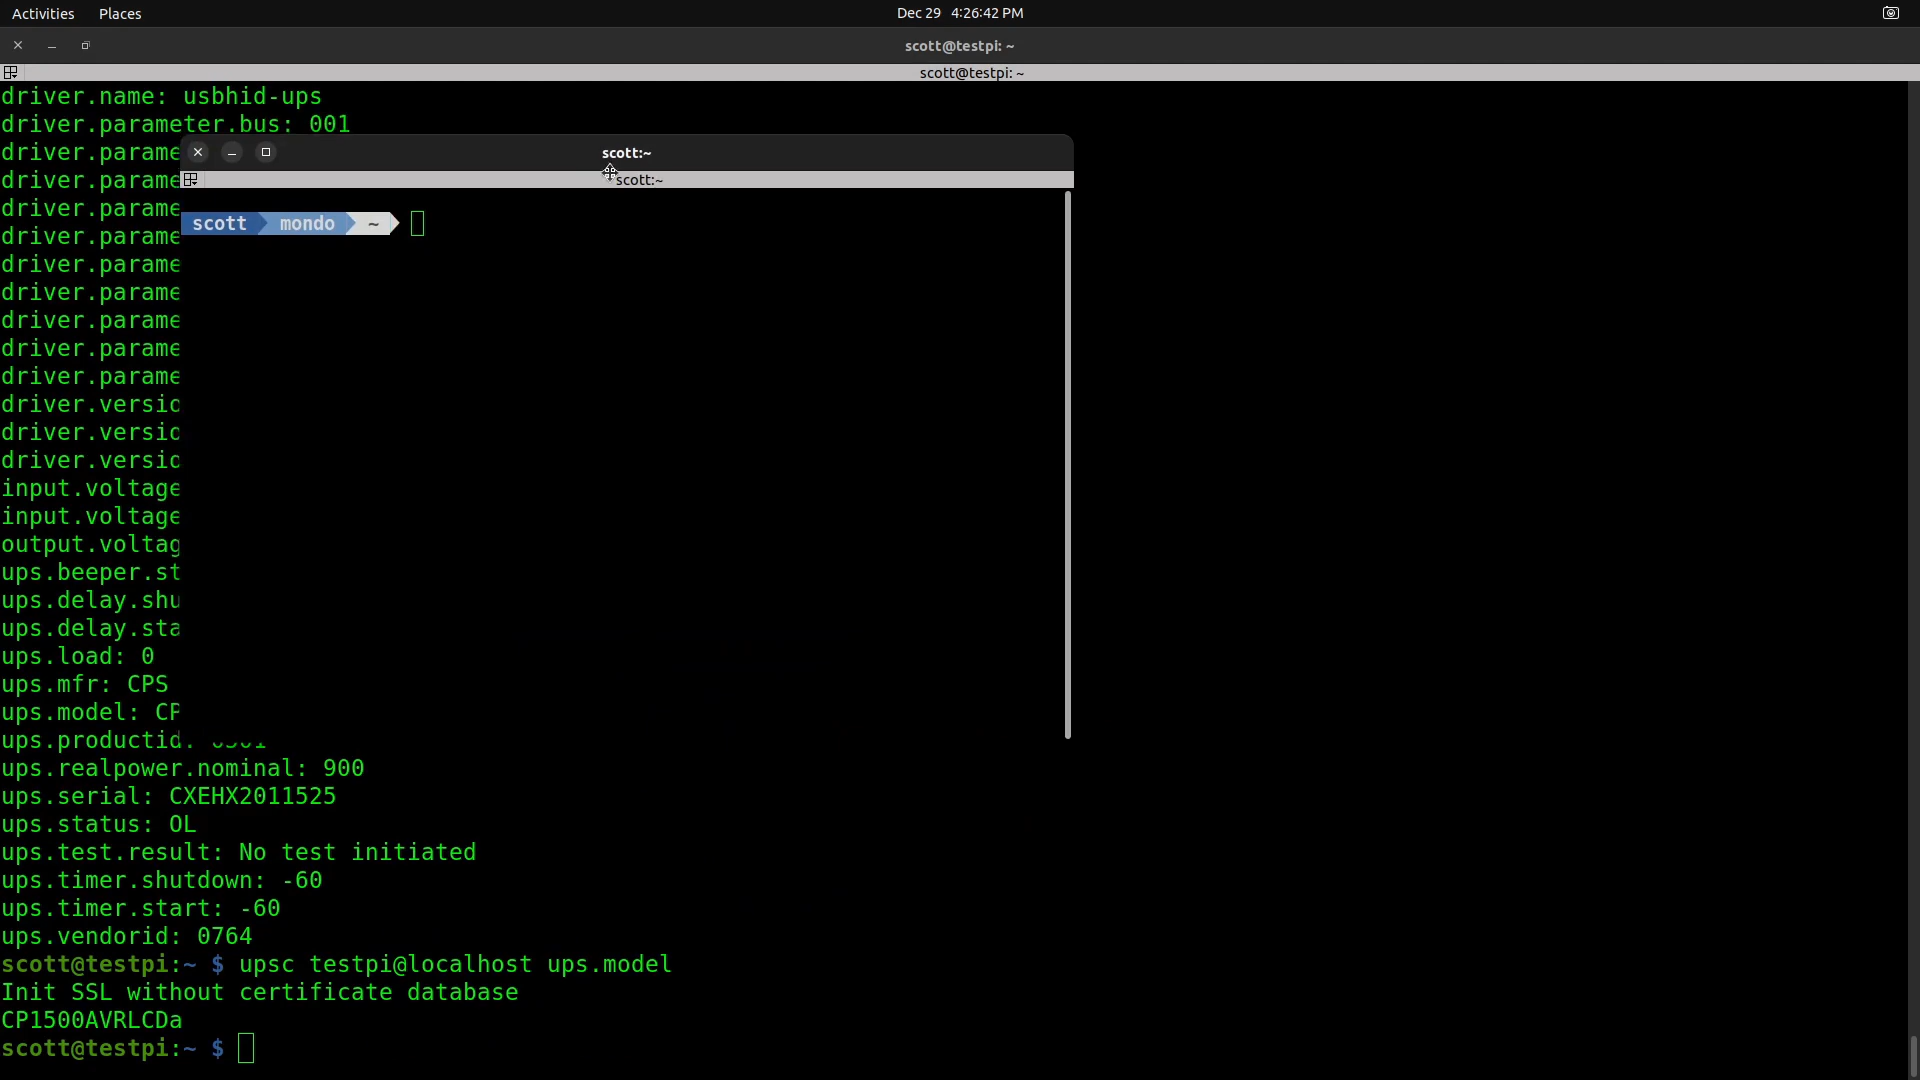 Activities Places Dec 29 4:26:42 PM
scott@testpi: ~
scott@testpi: ~
driver.name: usbhid-ups
driver.parameter.bus: 001
driver.parame
driver.parame
driver.parame
driver.parame
driver.parame
driver.parame
driver.parame
driver.parame
driver.parame
driver.versio
driver.versio
driver.versio
input.voltage
input.voltage
output.voltag
ups.beeper.st
ups.delay.shu
ups.delay.sta
ups.load: 0
ups.mfr: CPS
ups.model: CP
ups.productid:
ups.realpower.nominal: 900
ups.serial: CXEHX2011525
ups.status: OL
ups.test.result: No test initiated
ups.timer.shutdown: -60
ups.timer.start: -60
ups.vendorid: 0764
scott@testpi:~ $ upsc testpi@localhost ups.model
Init SSL without certificate database
CP1500AVRLCDa
scott@testpi:~ $
scott:~
scott:~
scott mondo ~